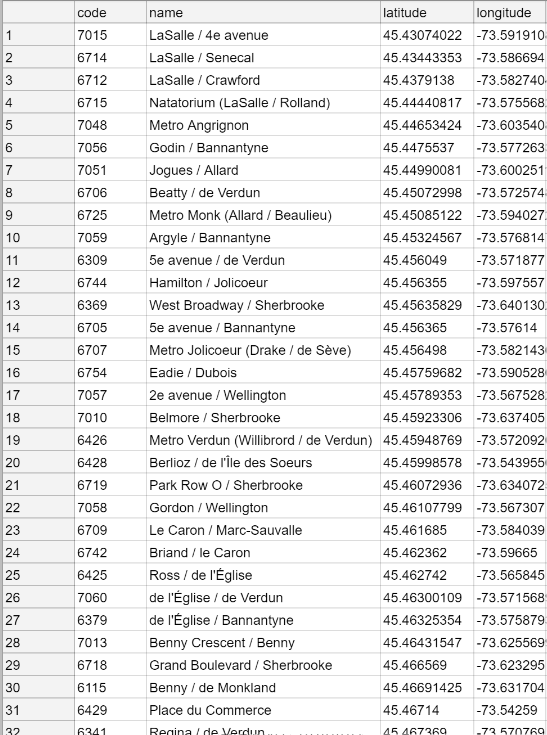 code name latitude longitude
1 7015 LaSalle / 4e avenue 45.43074022 -73.591910
2 6714 LaSalle / Senecal 45.43443353 -73.586694
3 6712 LaSalle / Crawford 45.4379138 -73.582740
4 6715 Natatorium (LaSalle / Rolland) 45.44440817 -73.575568
5 7048 Metro Angrignon 45.44653424 -73.603540
6 7056 Godin / Bannantyne 45.4475537 -73.577263
7 7051 Jogues / Allard 45.44990081 -73.600251
8 6706 Beatty / de Verdun 45.45072998 -73.572574
9 6725 Metro Monk (Allard / Beaulieu) 45.45085122 -73.594027
10 7059 Argyle / Bannantyne 45.45324567 -73.576814
11 6309 5e avenue / de Verdun 45.456049 -73.571877
12 6744 Hamilton / Jolicoeur 45.456355 -73.597557
13 6369 West Broadway / Sherbrooke 45.45635829 -73.640130
14 6705 5e avenue / Bannantyne 45.456365 -73.57614
15 6707 Metro Jolicoeur (Drake / de Sève) 45.456498 -73.582143
16 6754 Eadie / Dubois 45.45759682 -73.590528
17 7057 2e avenue / Wellington 45.45789353 -73.567528
18 7010 Belmore / Sherbrooke 45.45923306 -73.637405
19 6426 Metro Verdun (Willibrord / de Verdun) 45.45948769 -73.572092
20 6428 Berlioz / de l'Île des Soeurs 45.45998578 -73.543955
21 6719 Park Row O / Sherbrooke 45.46072936 -73.634072
22 7058 Gordon / Wellington 45.46107799 -73.567307
23 6709 Le Caron / Marc-Sauvalle 45.461685 -73.584039
24 6742 Briand / le Caron 45.462362 -73.59665
25 6425 Ross / de l'Église 45.462742 -73.565845
26 7060 de l'Église / de Verdun 45.46300109 -73.571568
27 6379 de l'Église / Bannantyne 45.46325354 -73.575879
28 7013 Benny Crescent / Benny 45.46431547 -73.625569
29 6718 Grand Boulevard / Sherbrooke 45.466569 -73.623295
30 6115 Benny / de Monkland 45.46691425 -73.631704
31 6429 Place du Commerce 45.46714 -73.54259
32 6341 Regina / de Verdun 45.467369 -73.570769